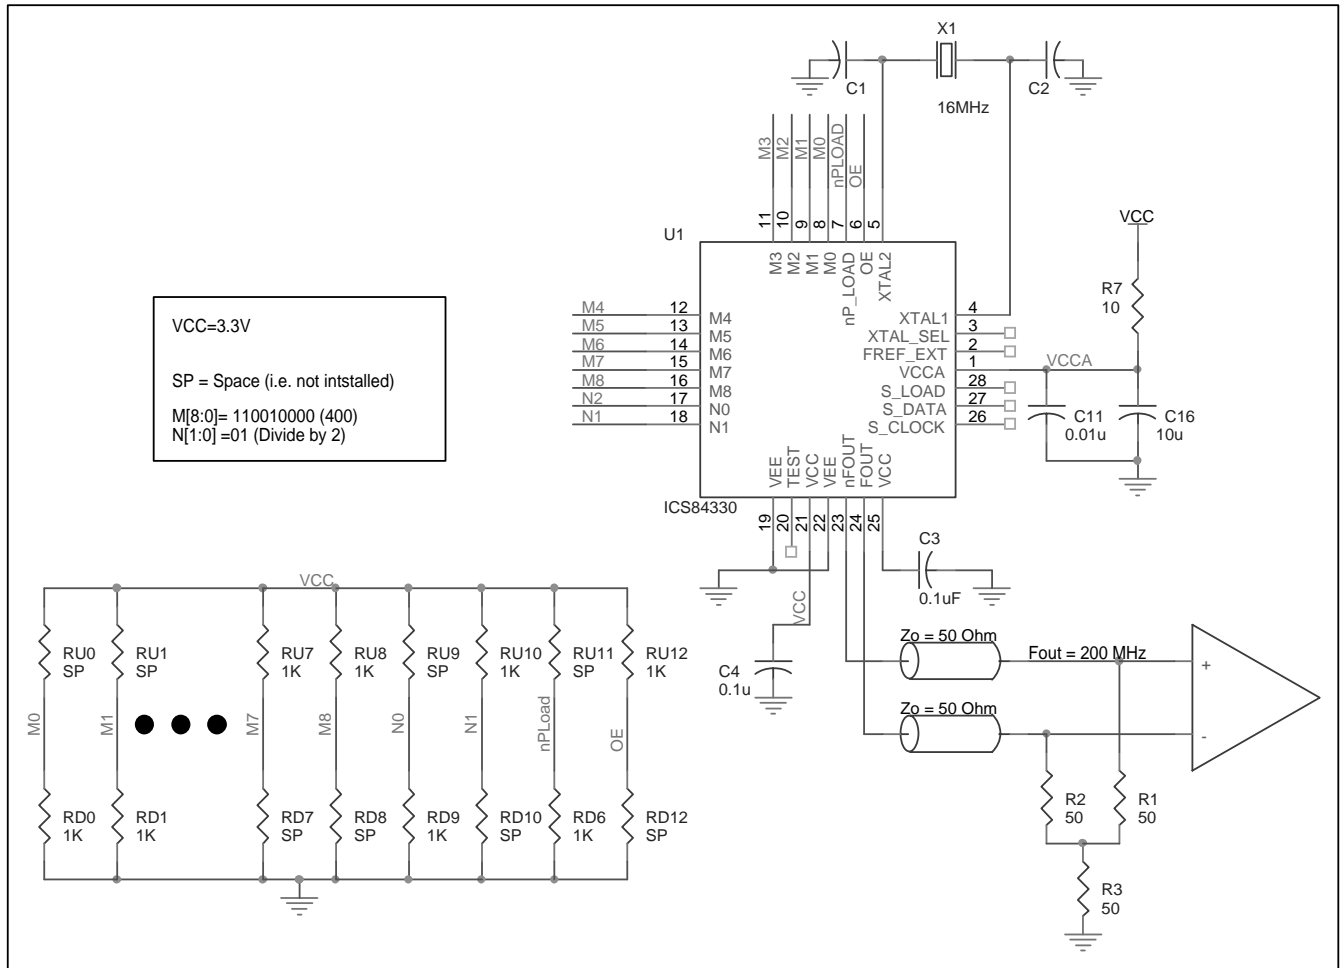 X1
C1
C2
16MHz
M3
M2
M1
M0
nPLOAD
OE
11
10
9
8
7
6
5
U1
M3
M2
M1
M0
nP_LOAD
OE
XTAL2
VCC
R7
10
VCC=3.3V
SP = Space (i.e. not intstalled)
M[8:0]= 110010000 (400)
N[1:0] =01 (Divide by 2)
M4 12 M4
M5 13 M5
M6 14 M6
M7 15 M7
M8 16 M8
N2 17 N0
N1 18 N1
XTAL1 4
XTAL_SEL 3
FREF_EXT 2
VCCA 1 VCCA
S_LOAD 28
S_DATA 27
S_CLOCK 26
C11
0.01u
C16
10u
VEE
TEST
VCC
VEE
nFOUT
FOUT
VCC
ICS84330
19
20
21
22
23
24
25
C3
0.1uF
VCC
C4
0.1u
Zo = 50 Ohm
Fout = 200 MHz
+
Zo = 50 Ohm
-
R2
50
R1
50
R3
50
VCC
RU0
SP
RU1
SP
RU7
1K
RU8
1K
RU9
SP
RU10
1K
RU11
SP
RU12
1K
M0
M1
M7
M8
N0
N1
nPLoad
OE
RD0
1K
RD1
1K
RD7
SP
RD8
SP
RD9
1K
RD10
SP
RD6
1K
RD12
SP